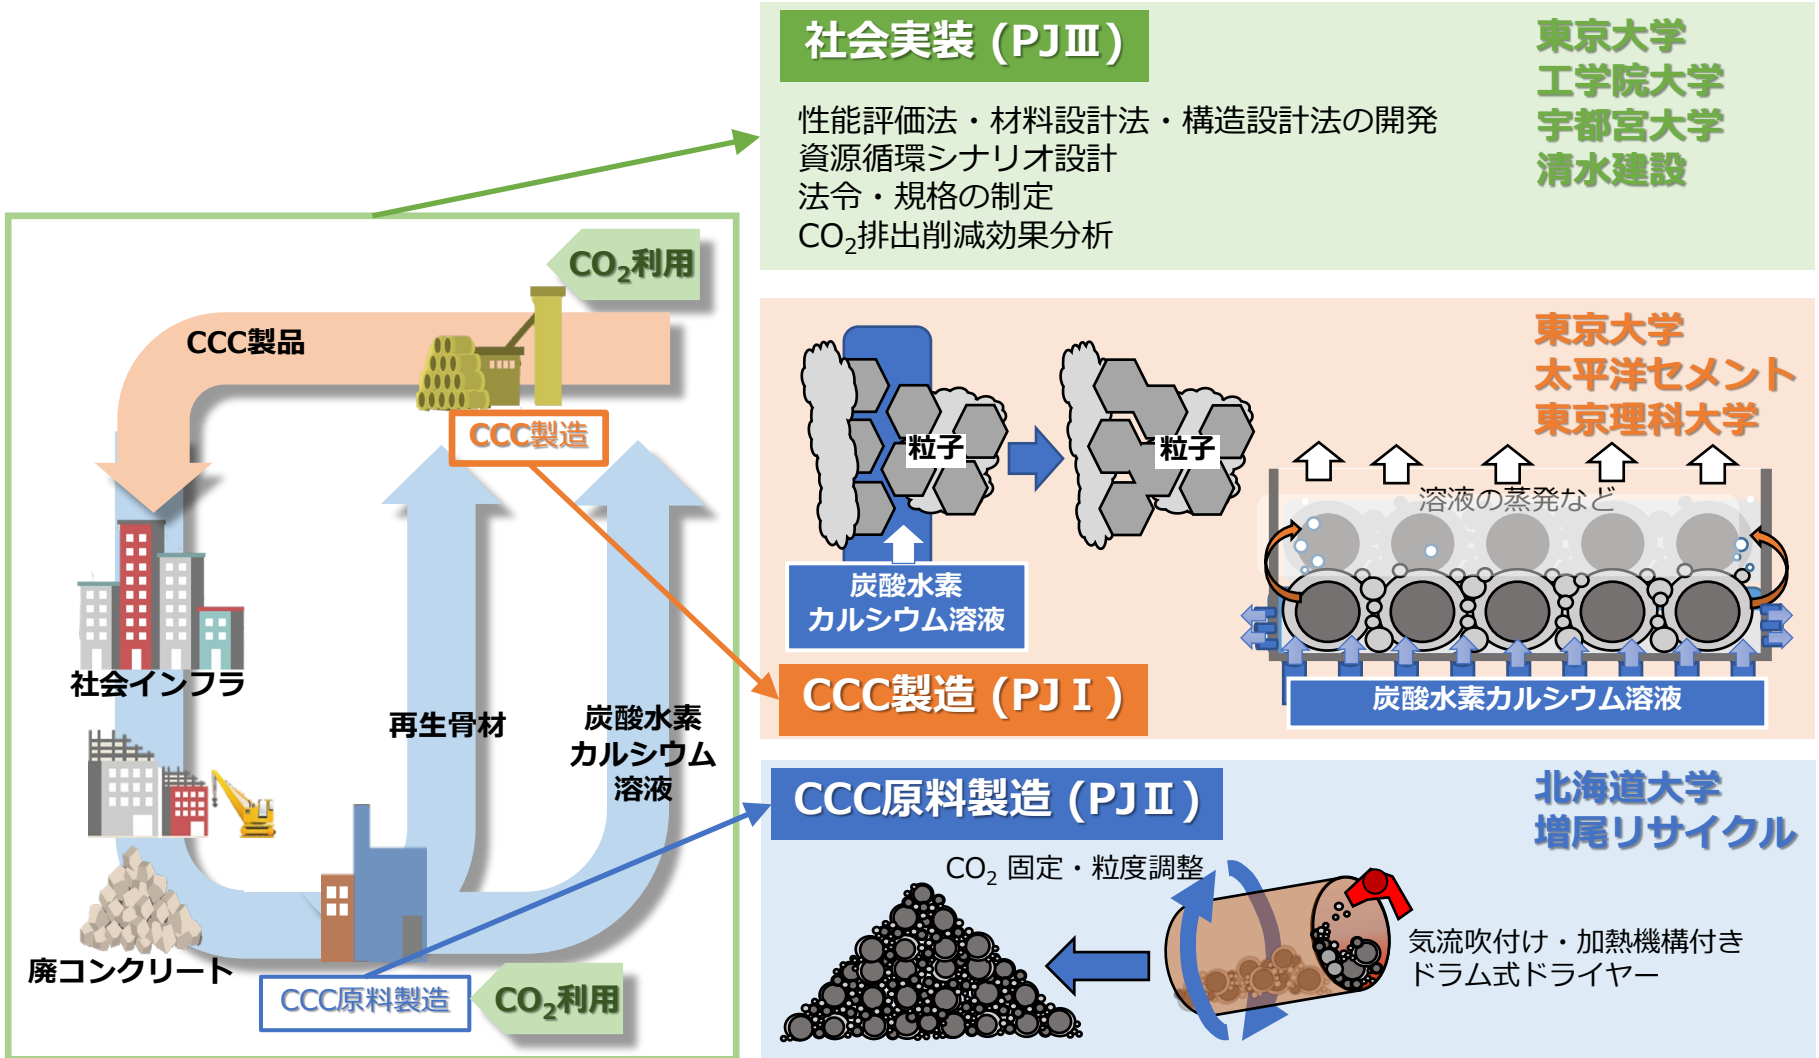 社会実装 (PJⅢ)
東京大学
工学院大学
宇都宮大学
清水建設
性能評価法・材料設計法・構造設計法の開発
資源循環シナリオ設計
法令・規格の制定
CO₂排出削減効果分析
CO₂利用
CCC製品
CCC製造
社会インフラ
再生骨材
炭酸水素
カルシウム
溶液
廃コンクリート
CCC原料製造
CO₂利用
東京大学
太平洋セメント
東京理科大学
粒子
粒子
炭酸水素
カルシウム溶液
溶液の蒸発など
炭酸水素カルシウム溶液
CCC製造 (PJⅠ)
CCC原料製造 (PJⅡ)
北海道大学
増尾リサイクル
CO₂ 固定・粒度調整
気流吹付け・加熱機構付き
ドラム式ドライヤー